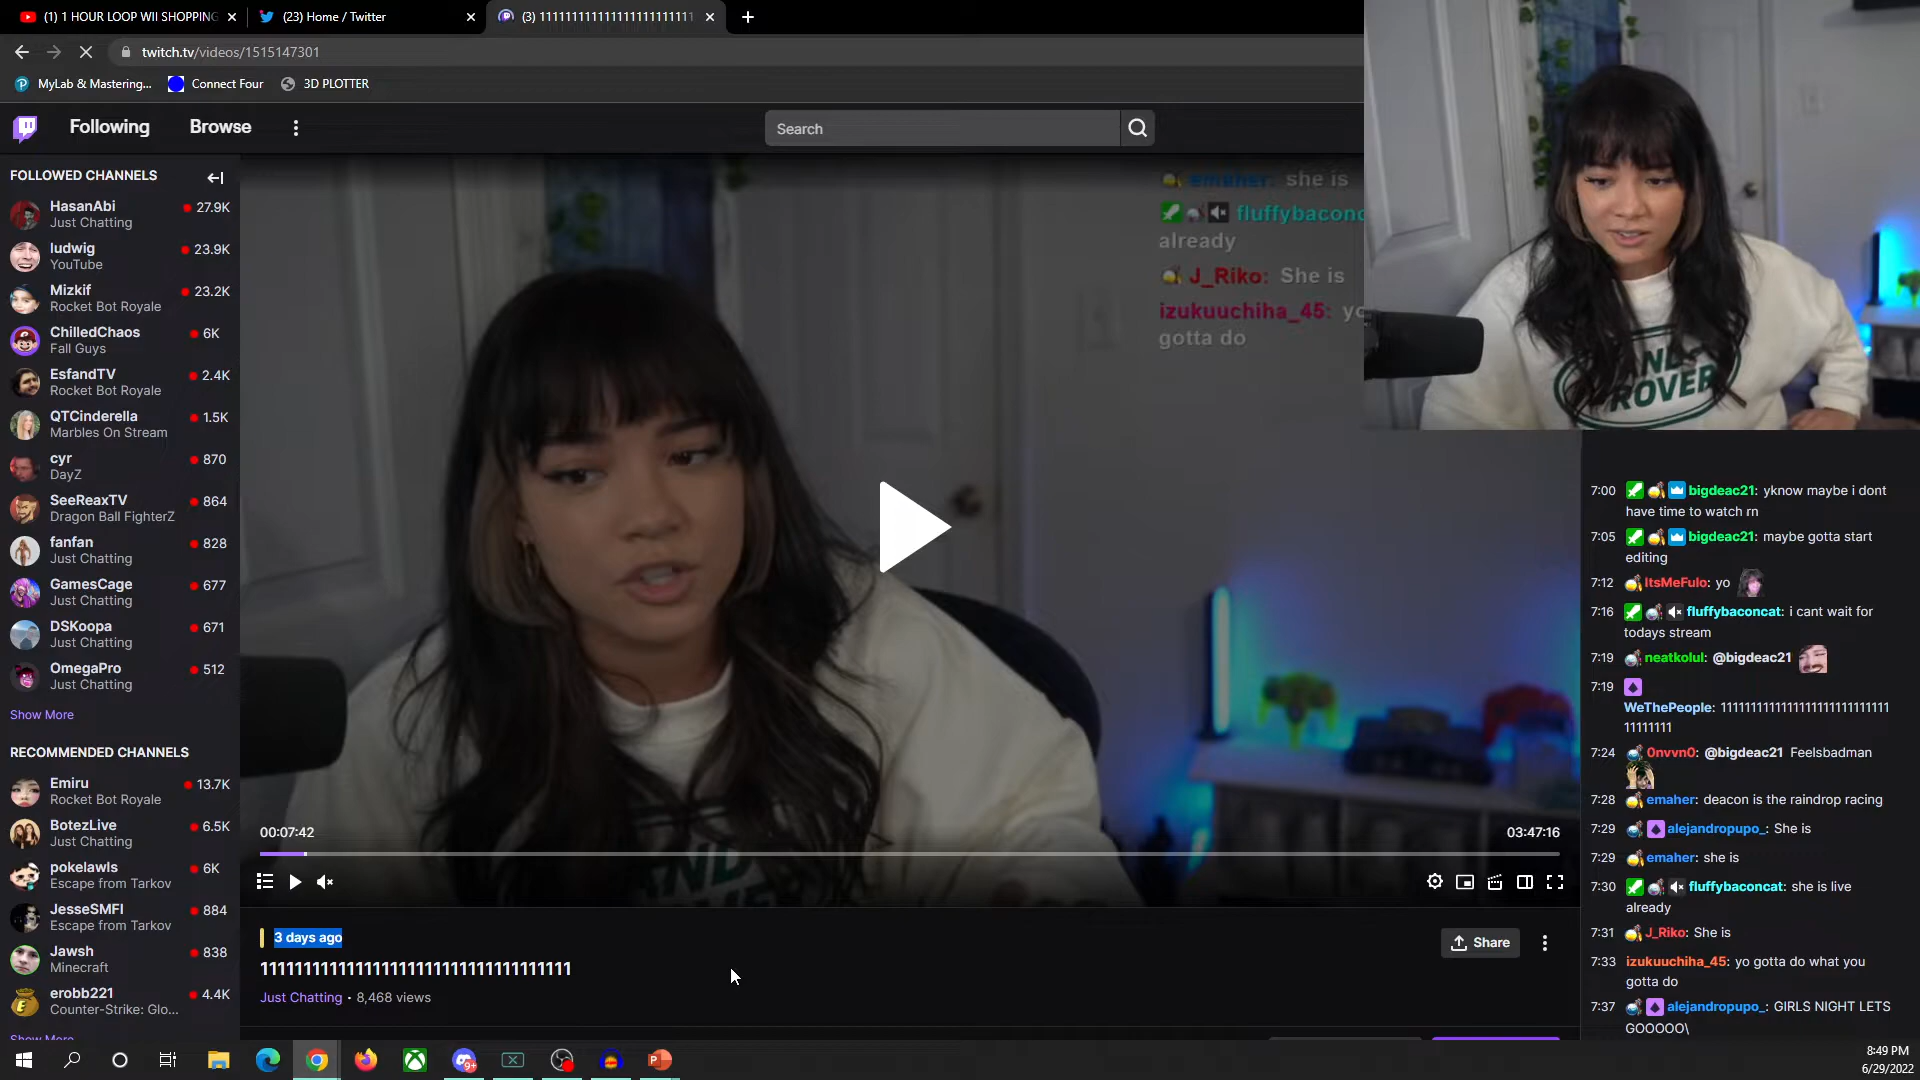 (1) 1 HOUR LOOP WII SHOPPING
(23) Home / Twitter
(3) 1111111111111111111111111
twitch.tv/videos/1515147301
MyLab & Mastering...
Connect Four
3D PLOTTER
Following
Browse
Search
FOLLOWED CHANNELS
HasanAbi
27.9K
Just Chatting
ludwig
23.9K
YouTube
Mizkif
23.2K
Rocket Bot Royale
ChilledChaos
6K
Fall Guys
EsfandTV
2.4K
Rocket Bot Royale
QTCinderella
1.5K
Marbles On Stream
cyr
870
DayZ
SeeReaxTV
864
Dragon Ball FighterZ
fanfan
828
Just Chatting
GamesCage
677
Just Chatting
DSKoopa
671
Just Chatting
OmegaPro
512
Just Chatting
Show More
RECOMMENDED CHANNELS
Emiru
13.7K
Rocket Bot Royale
BotezLive
6.5K
Just Chatting
pokelawls
6K
Escape from Tarkov
JesseSMFI
884
Escape from Tarkov
Jawsh
838
Minecraft
erobb221
4.4K
Counter-Strike: Glo...
Show More
emaher: she is
fluffybaconc
already
J_Riko: She is
izukuuchiha_45: yo
gotta do
00:07:42
03:47:16
3 days ago
Share
Just Chatting • 8,468 views
ROVER
7:00 bigdeac21: yknow maybe i dont
have time to watch rn
7:05 bigdeac21: maybe gotta start
editing
7:12 ItsMeFulo: yo
7:16 fluffybaconcat: i cant wait for
todays stream
7:19 neatkolul: @bigdeac21
7:19
WeThePeople: 1111111111111111111111111111
11111111
7:24 0nvvn0: @bigdeac21 Feelsbadman
7:28 emaher: deacon is the raindrop racing
7:29 alejandropupo_: She is
7:29 emaher: she is
7:30 fluffybaconcat: she is live
already
7:31 J_Riko: She is
7:33 izukuuchiha_45: yo gotta do what you
gotta do
7:37 alejandropupo_: GIRLS NIGHT LETS
GOOOOO\
9+
8:49 PM
6/29/2022